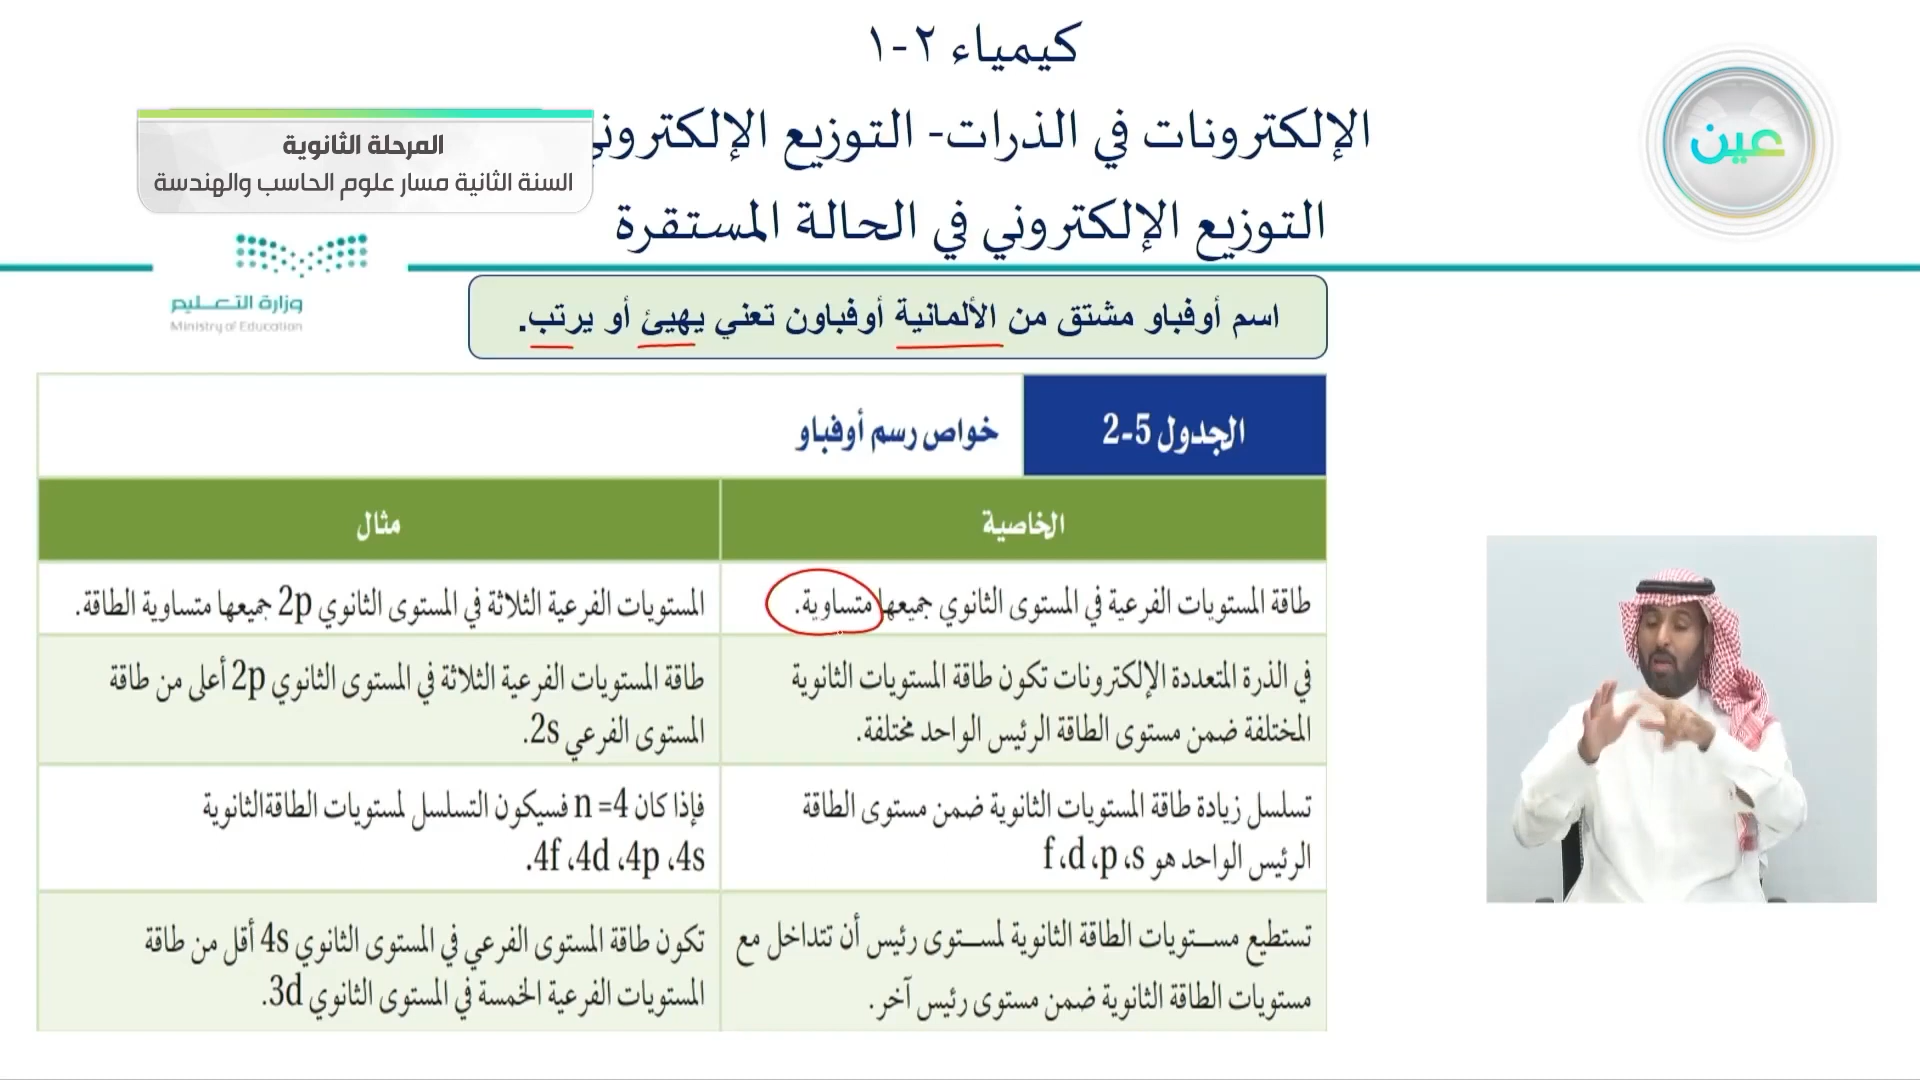 كيمياء ٢-١
الإلكترونات في الذرات- التوزيع الإلكتروني
المرحلة الثانوية
السنة الثانية مسار علوم الحاسب والهندسة
عين
التوزيع الإلكتروني في الحالة المستقرة
وزارة التعـــليم
Ministry of Education
اسم أوفباو مشتق من الألمانية أوفباون تعني يهيئ أو يرتب.
الجدول 5-2
خواص رسم أوفباو
الخاصية
مثال
طاقة المستويات الفرعية في المستوى الثانوي جميعها متساوية.
المستويات الفرعية الثلاثة في المستوى الثانوي 2p جميعها متساوية الطاقة.
في الذرة المتعددة الإلكترونات تكون طاقة المستويات الثانوية
المختلفة ضمن مستوى الطاقة الرئيس الواحد مختلفة.
طاقة المستويات الفرعية الثلاثة في المستوى الثانوي 2p أعلى من طاقة
المستوى الفرعي 2s.
تسلسل زيادة طاقة المستويات الثانوية ضمن مستوى الطاقة
الرئيس الواحد هو s، p، d، f
فإذا كان n =4 فسيكون التسلسل لمستويات الطاقةالثانوية
4s، 4p، 4d، 4f.
تستطيع مستويات الطاقة الثانوية لمستوى رئيس أن تتداخل مع
مستويات الطاقة الثانوية ضمن مستوى رئيس آخر.
تكون طاقة المستوى الفرعي في المستوى الثانوي 4s أقل من طاقة
المستويات الفرعية الخمسة في المستوى الثانوي 3d.